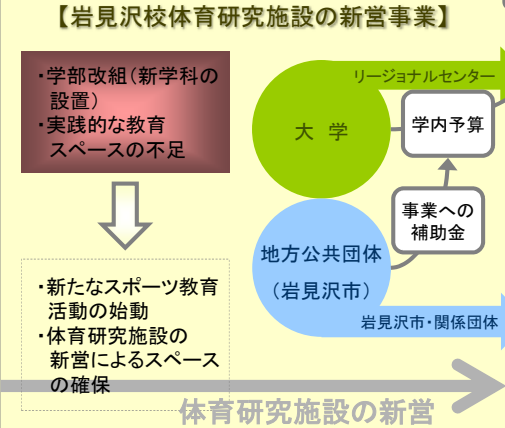 【岩見沢校体育研究施設の新営事業】
・学部改組（新学科の
設置）
・実践的な教育
スペースの不足
・新たなスポーツ教育
活動の始動
・体育研究施設の
新営によるスペース
の確保
リージョナルセンター
大 学
学内予算
事業への
補助金
地方公共団体
（岩見沢市）
岩見沢市・関係団体
体育研究施設の新営